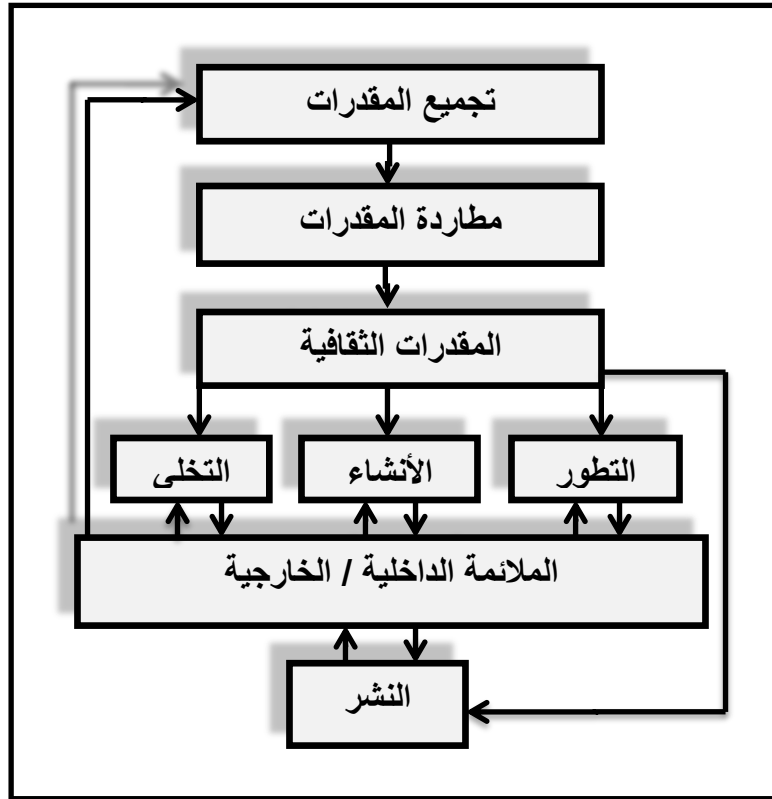 تجميع المقدرات
مطاردة المقدرات
المقدرات الثقافية
التطور
الأنشاء
التخلى
الملائمة الداخلية / الخارجية
النشر